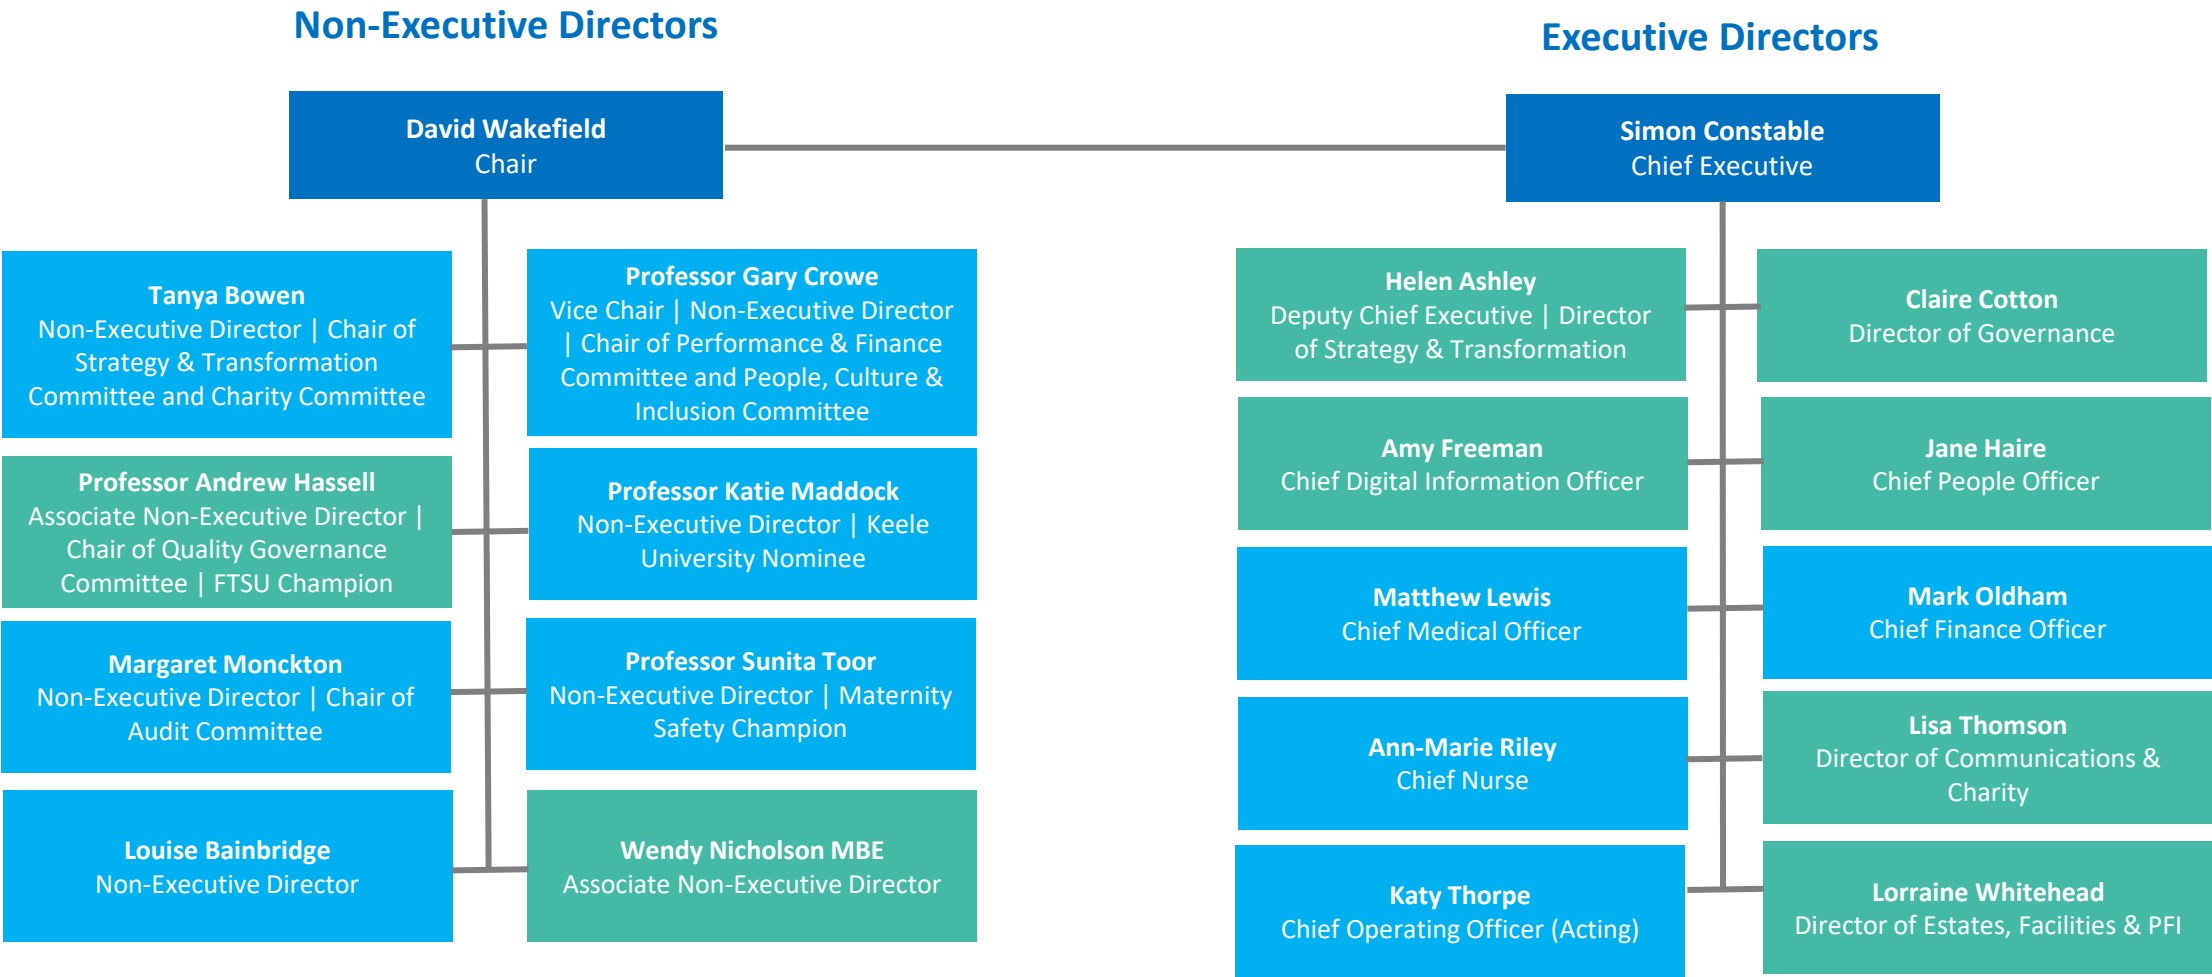 Non-Executive Directors
Executive Directors
David Wakefield
Chair
Simon Constable
Chief Executive
Tanya Bowen
Non-Executive Director | Chair of
Strategy & Transformation
Committee and Charity Committee
Professor Gary Crowe
Vice Chair | Non-Executive Director
| Chair of Performance & Finance
Committee and People, Culture &
Inclusion Committee
Professor Andrew Hassell
Associate Non-Executive Director |
Chair of Quality Governance
Committee | FTSU Champion
Professor Katie Maddock
Non-Executive Director | Keele
University Nominee
Margaret Monckton
Non-Executive Director | Chair of
Audit Committee
Professor Sunita Toor
Non-Executive Director | Maternity
Safety Champion
Louise Bainbridge
Non-Executive Director
Wendy Nicholson MBE
Associate Non-Executive Director
Helen Ashley
Deputy Chief Executive | Director
of Strategy & Transformation
Claire Cotton
Director of Governance
Amy Freeman
Chief Digital Information Officer
Jane Haire
Chief People Officer
Matthew Lewis
Chief Medical Officer
Mark Oldham
Chief Finance Officer
Ann-Marie Riley
Chief Nurse
Lisa Thomson
Director of Communications &
Charity
Katy Thorpe
Chief Operating Officer (Acting)
Lorraine Whitehead
Director of Estates, Facilities & PFI